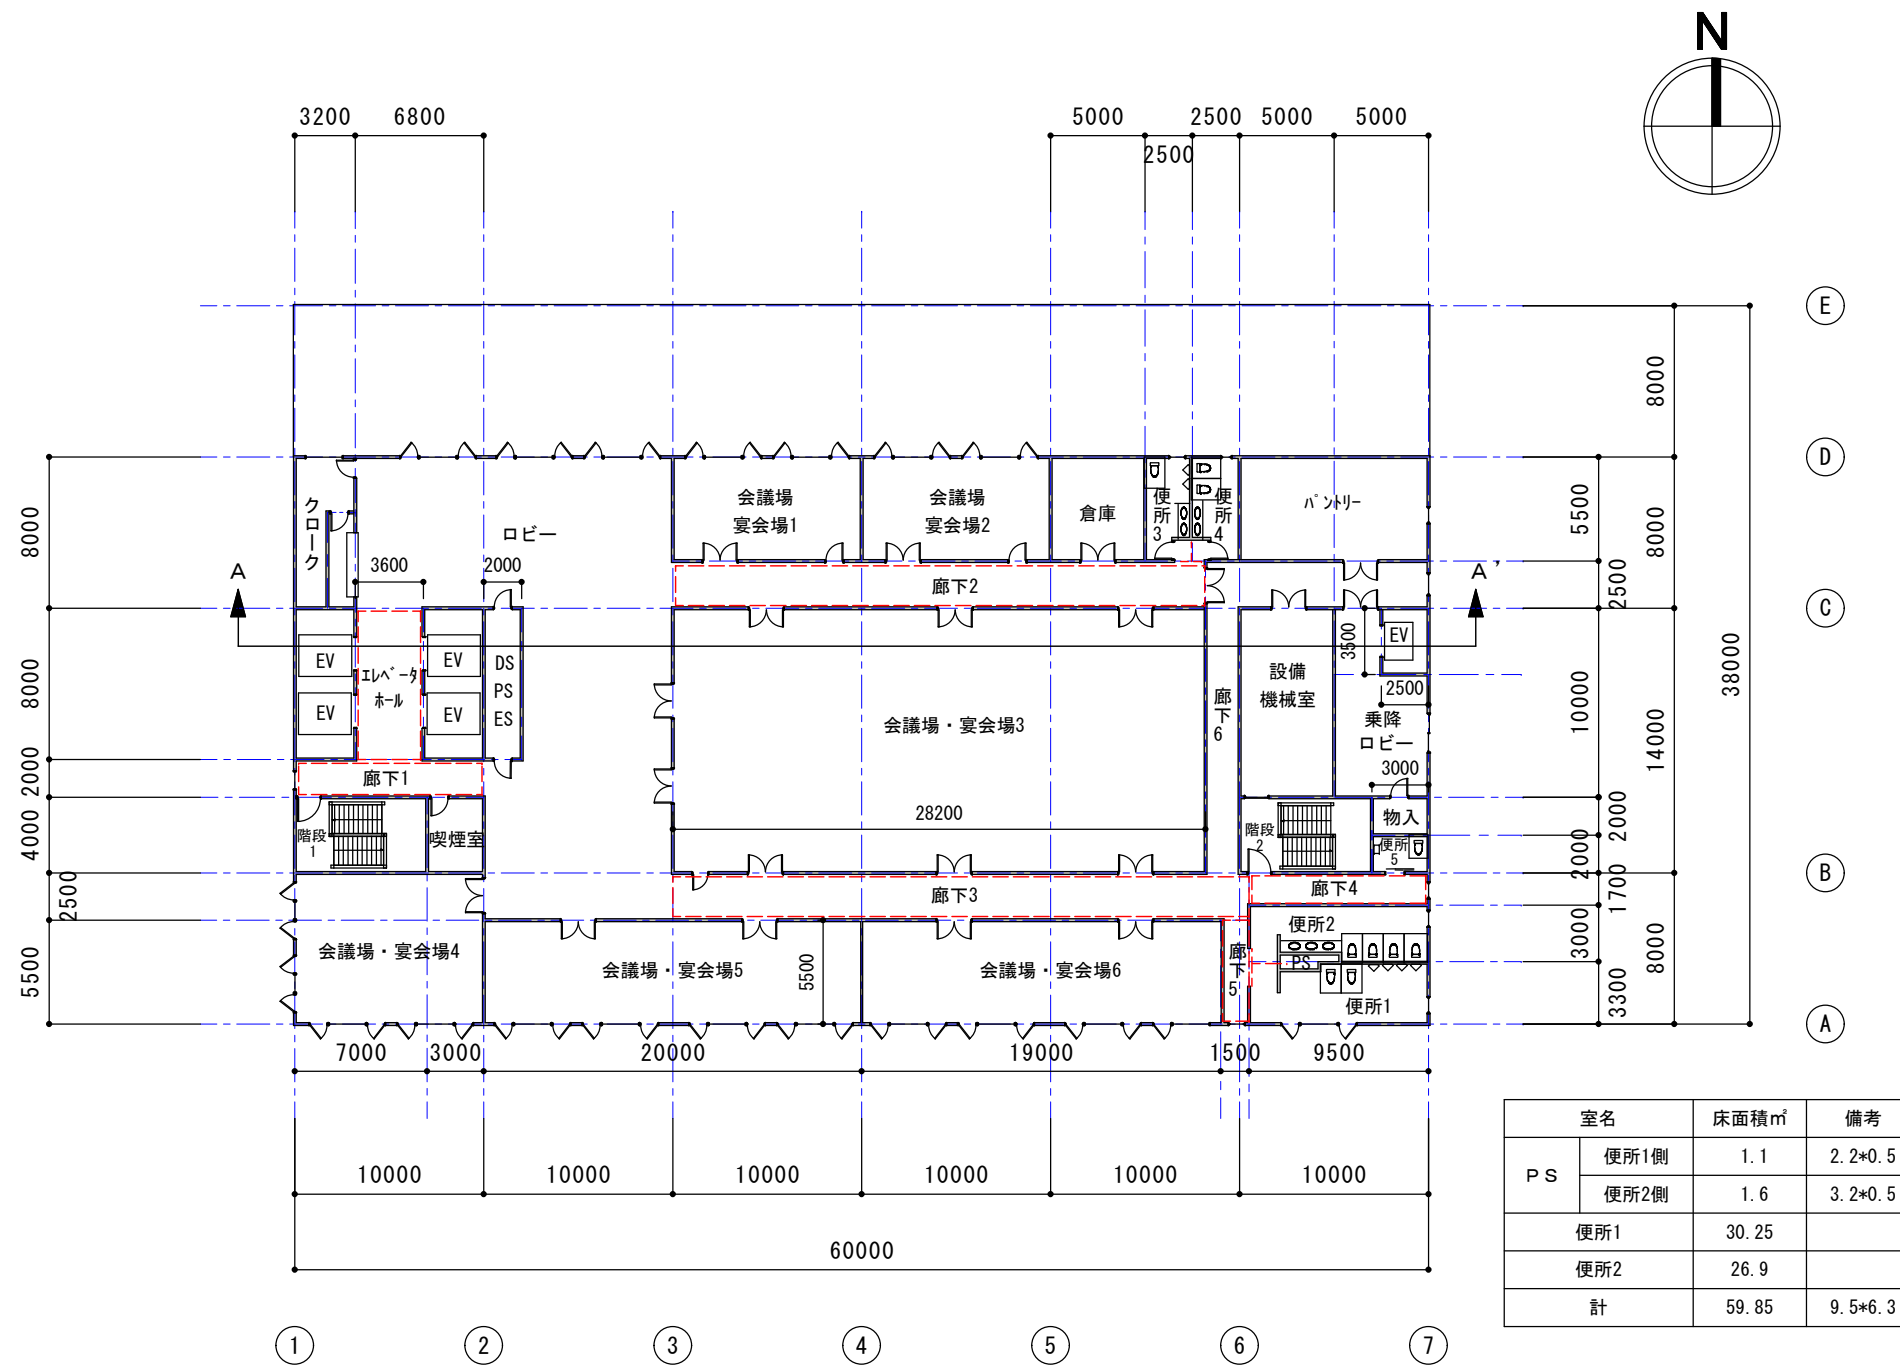 N
3200
6800
5000
2500
5000
5000
2500
E
8000
D
クローク
ロビー
会議場
宴会場1
会議場
宴会場2
倉庫
便所3
便所4
パントリー
8000
5500
8000
3600
2000
A
廊下2
A'
2500
C
EV
エレベータ
ホール
EV
DS
PS
ES
EV
EV
8000
会議場・宴会場3
廊下6
設備
機械室
3500
EV
2500
乗降
ロビー
10000
14000
38000
廊下1
2000
3000
階段
1
喫煙室
4000
28200
階段
2
物入
便所
5
2000
2000
B
2500
廊下3
廊下4
1700
会議場・宴会場4
会議場・宴会場5
5500
会議場・宴会場6
廊下5
便所2
PS
便所1
5500
3000
3300
8000
A
7000
3000
20000
19000
1500
9500
10000
10000
10000
10000
10000
10000
60000
1
2
3
4
5
6
7
室名 床面積㎡ 備考
PS 便所1側 1.1 2.2*0.5
便所2側 1.6 3.2*0.5
便所1 30.25
便所2 26.9
計 59.85 9.5*6.3